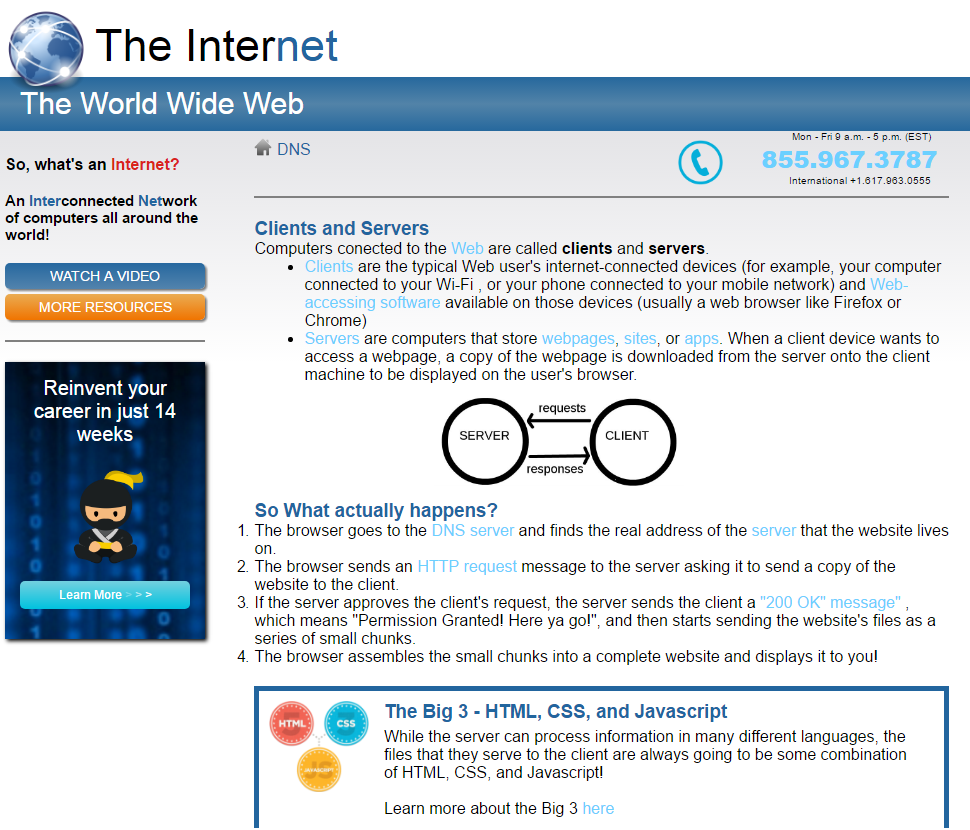 The Internet
The World Wide Web
So, what's an Internet?
An Interconnected Network
of computers all around the
world!
WATCH A VIDEO
MORE RESOURCES
Reinvent your
career in just 14
weeks
Learn More > > >
DNS
Mon - Fri 9 a.m. - 5 p.m. (EST)
855.967.3787
International +1.617.963.0555
Clients and Servers
Computers conected to the Web are called clients and servers.
• Clients are the typical Web user's internet-connected devices (for example, your computer
connected to your Wi-Fi , or your phone connected to your mobile network) and Web-
accessing software available on those devices (usually a web browser like Firefox or
Chrome)
• Servers are computers that store webpages, sites, or apps. When a client device wants to
access a webpage, a copy of the webpage is downloaded from the server onto the client
machine to be displayed on the user's browser.
requests
SERVER
CLIENT
responses
So What actually happens?
1. The browser goes to the DNS server and finds the real address of the server that the website lives
on.
2. The browser sends an HTTP request message to the server asking it to send a copy of the
website to the client.
3. If the server approves the client's request, the server sends the client a "200 OK" message" ,
which means "Permission Granted! Here ya go!", and then starts sending the website's files as a
series of small chunks.
4. The browser assembles the small chunks into a complete website and displays it to you!
HTML
CSS
JS
JAVASCRIPT
The Big 3 - HTML, CSS, and Javascript
While the server can process information in many different languages, the
files that they serve to the client are always going to be some combination
of HTML, CSS, and Javascript!
Learn more about the Big 3 here